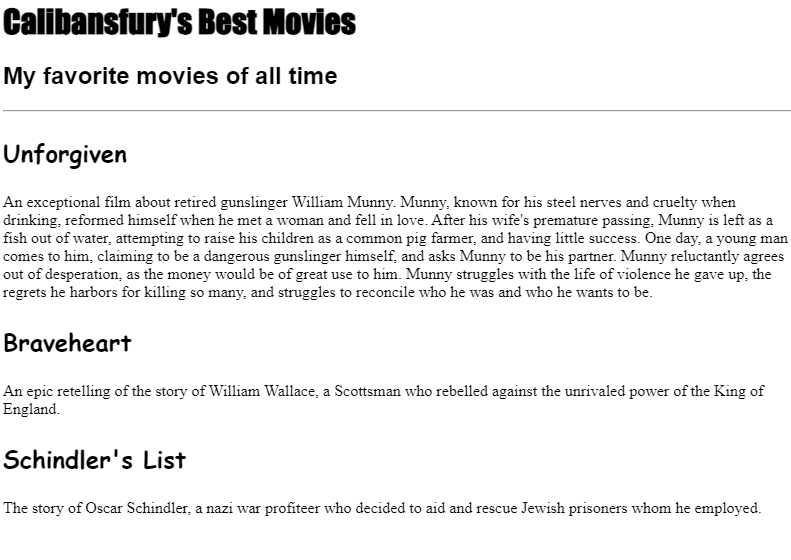 Calibansfury's Best Movies
My favorite movies of all time
Unforgiven
An exceptional film about retired gunslinger William Munny. Munny, known for his steel nerves and cruelty when
drinking, reformed himself when he met a woman and fell in love. After his wife's premature passing, Munny is left as a
fish out of water, attempting to raise his children as a common pig farmer, and having little success. One day, a young man
comes to him, claiming to be a dangerous gunslinger himself, and asks Munny to be his partner. Munny reluctantly agrees
out of desperation, as the money would be of great use to him. Munny struggles with the life of violence he gave up, the
regrets he harbors for killing so many, and struggles to reconcile who he was and who he wants to be.
Braveheart
An epic retelling of the story of William Wallace, a Scottsman who rebelled against the unrivaled power of the King of
England.
Schindler's List
The story of Oscar Schindler, a nazi war profiteer who decided to aid and rescue Jewish prisoners whom he employed.